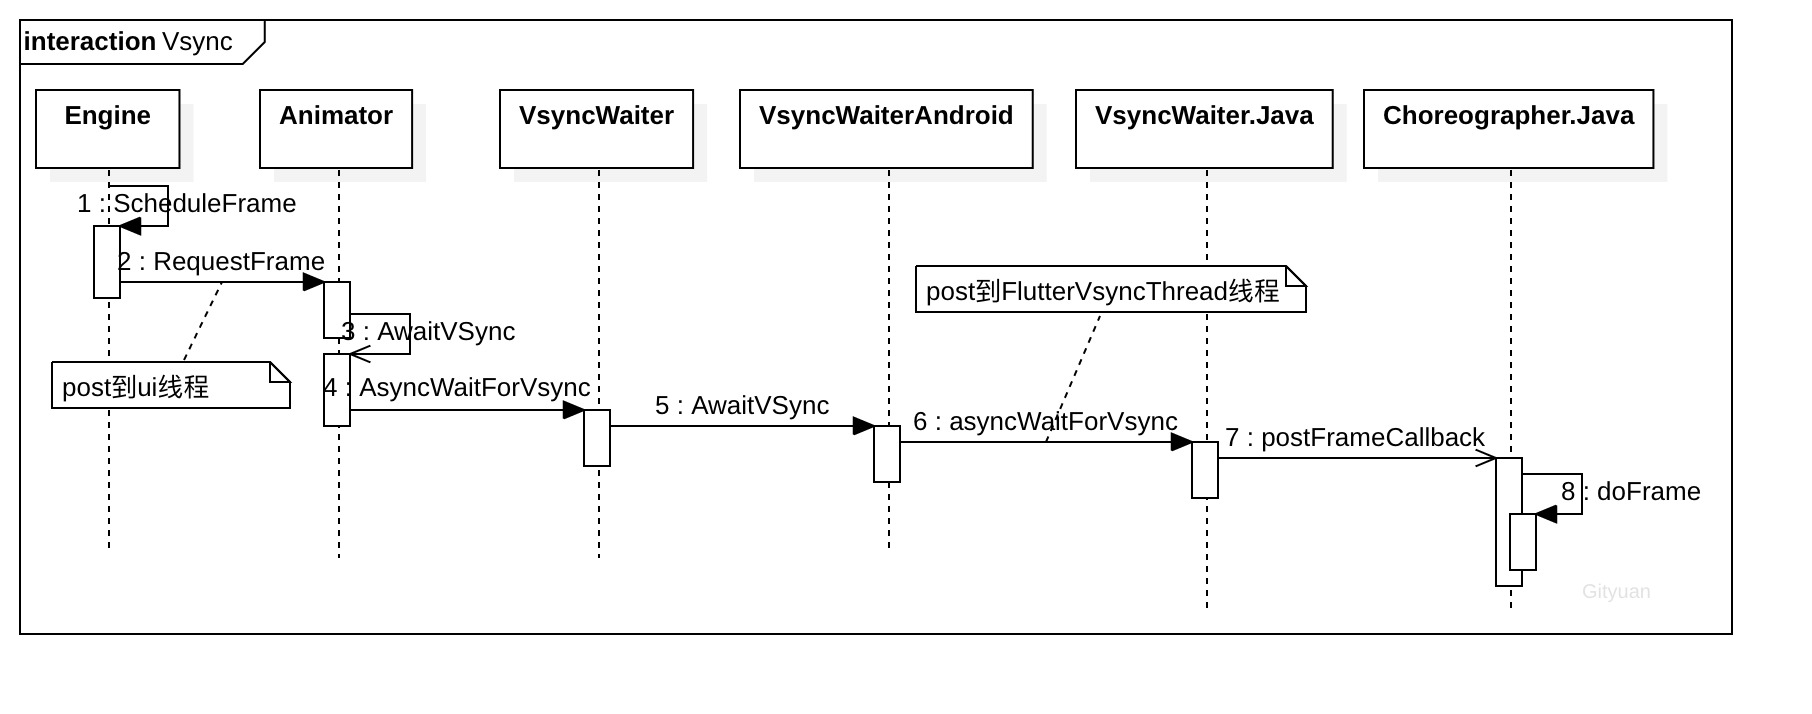 interaction Vsync
Engine
Animator
VsyncWaiter
VsyncWaiterAndroid
VsyncWaiter.Java
Choreographer.Java
1 : ScheduleFrame
2 : RequestFrame
post到FlutterVsyncThread线程
3 : AwaitVSync
post到ui线程
4 : AsyncWaitForVsync
5 : AwaitVSync
6 : asyncWaitForVsync
7 : postFrameCallback
8 : doFrame
Gityuan